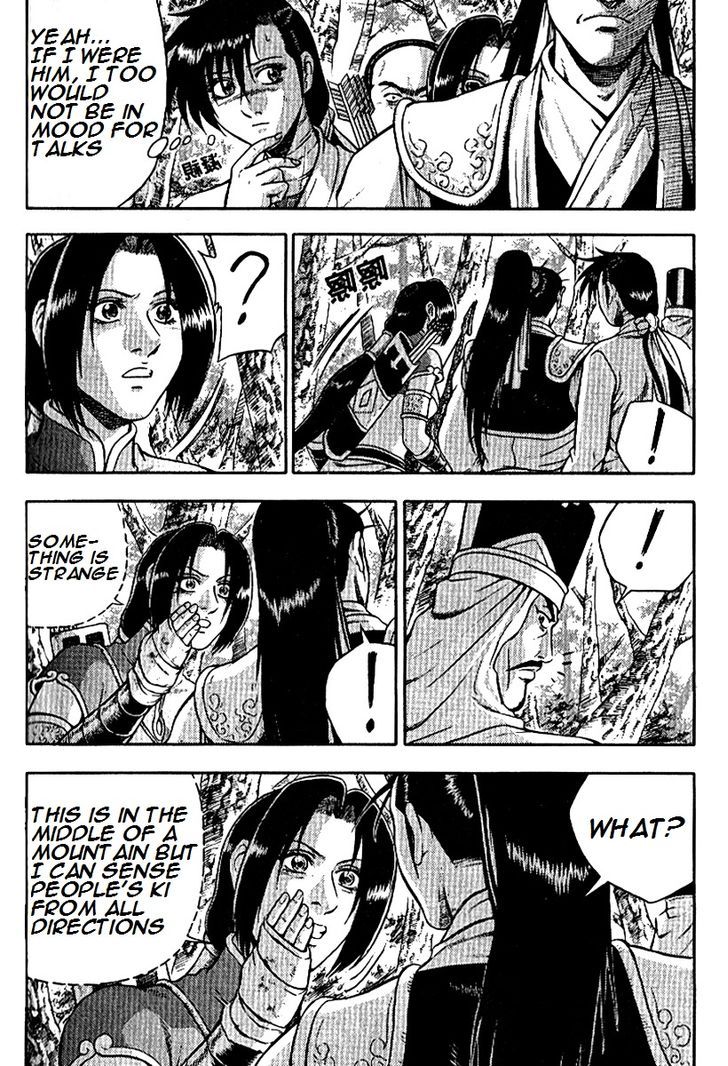 YEAH...
IF I WERE
HIM, I TOO
WOULD
NOT BE IN
MOOD FOR
TALKS
?
!
SOME-
THING IS
STRANGE
!
!
THIS IS IN THE
MIDDLE OF A
MOUNTAIN BUT
I CAN SENSE
PEOPLE'S KI
FROM ALL
DIRECTIONS
WHAT?